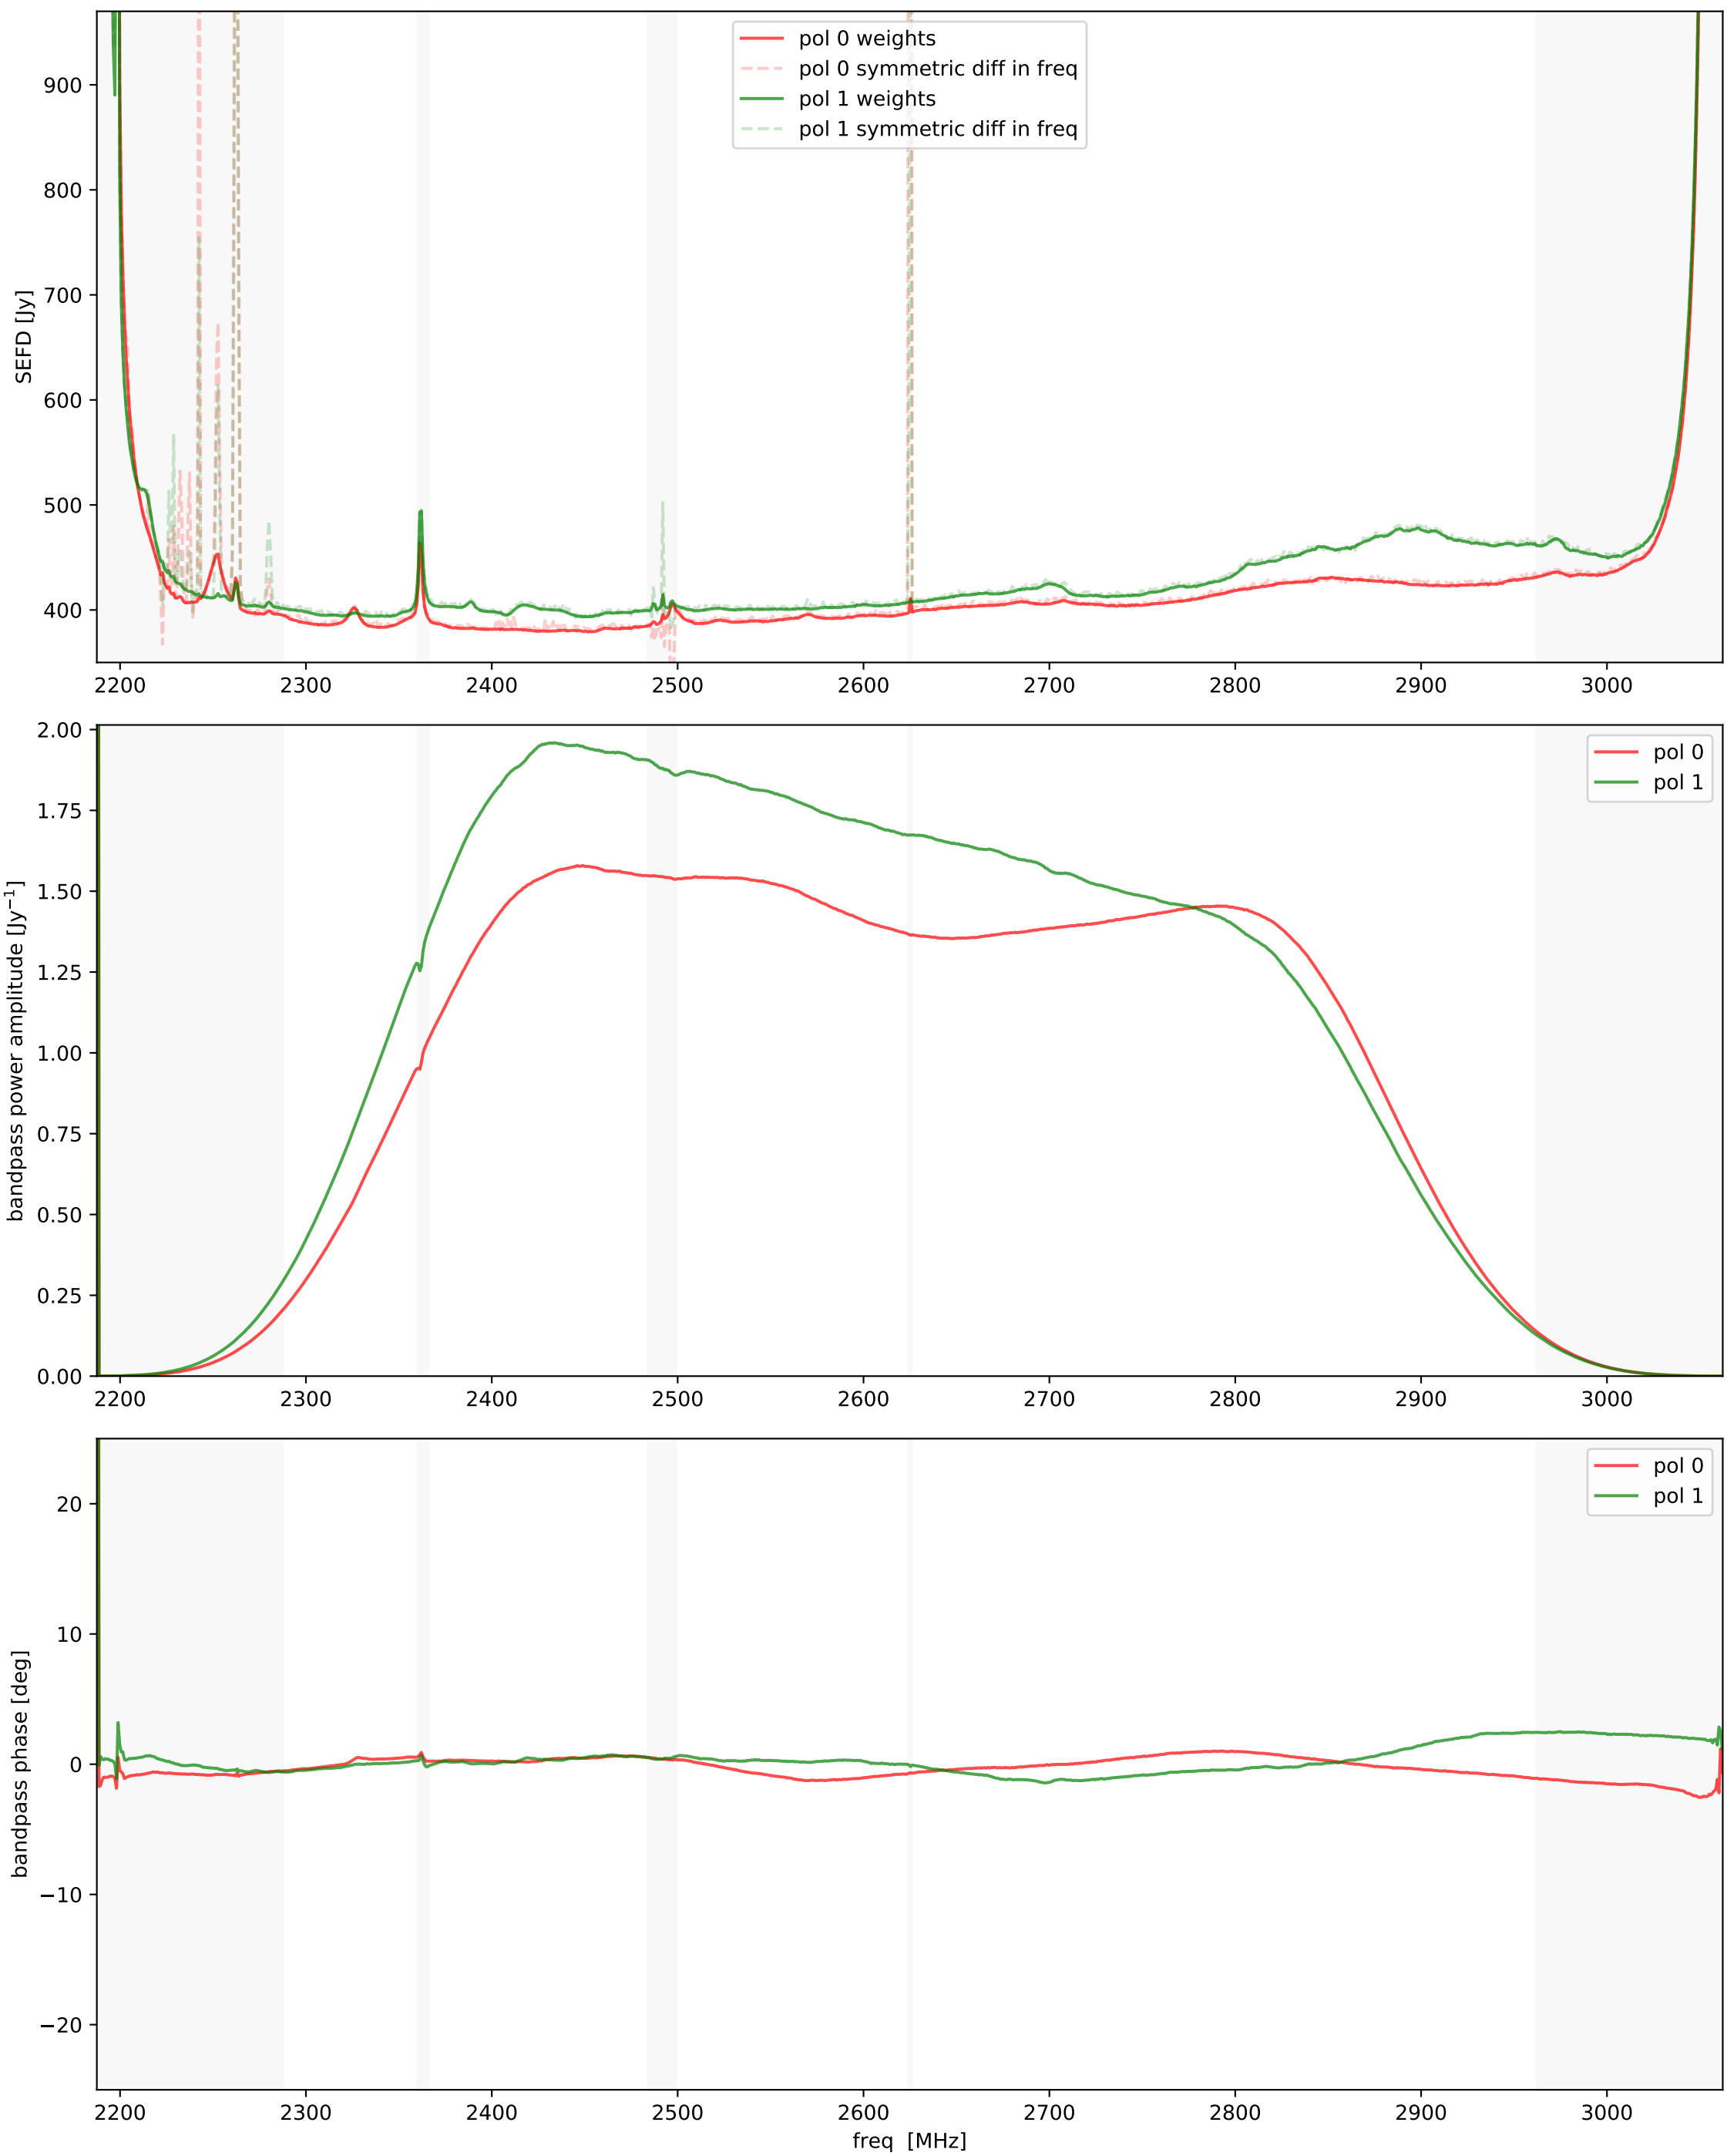 pol 0 weights
pol 0 symmetric diff in freq
pol 1 weights
pol 1 symmetric diff in freq
SEFD [Jy]
900
800
700
600
500
400
2200 2300 2400 2500 2600 2700 2800 2900 3000
pol 0
pol 1
bandpass power amplitude [Jy⁻¹]
2.00
1.75
1.50
1.25
1.00
0.75
0.50
0.25
0.00
2200 2300 2400 2500 2600 2700 2800 2900 3000
pol 0
pol 1
bandpass phase [deg]
20
10
0
−10
−20
2200 2300 2400 2500 2600 2700 2800 2900 3000
freq [MHz]